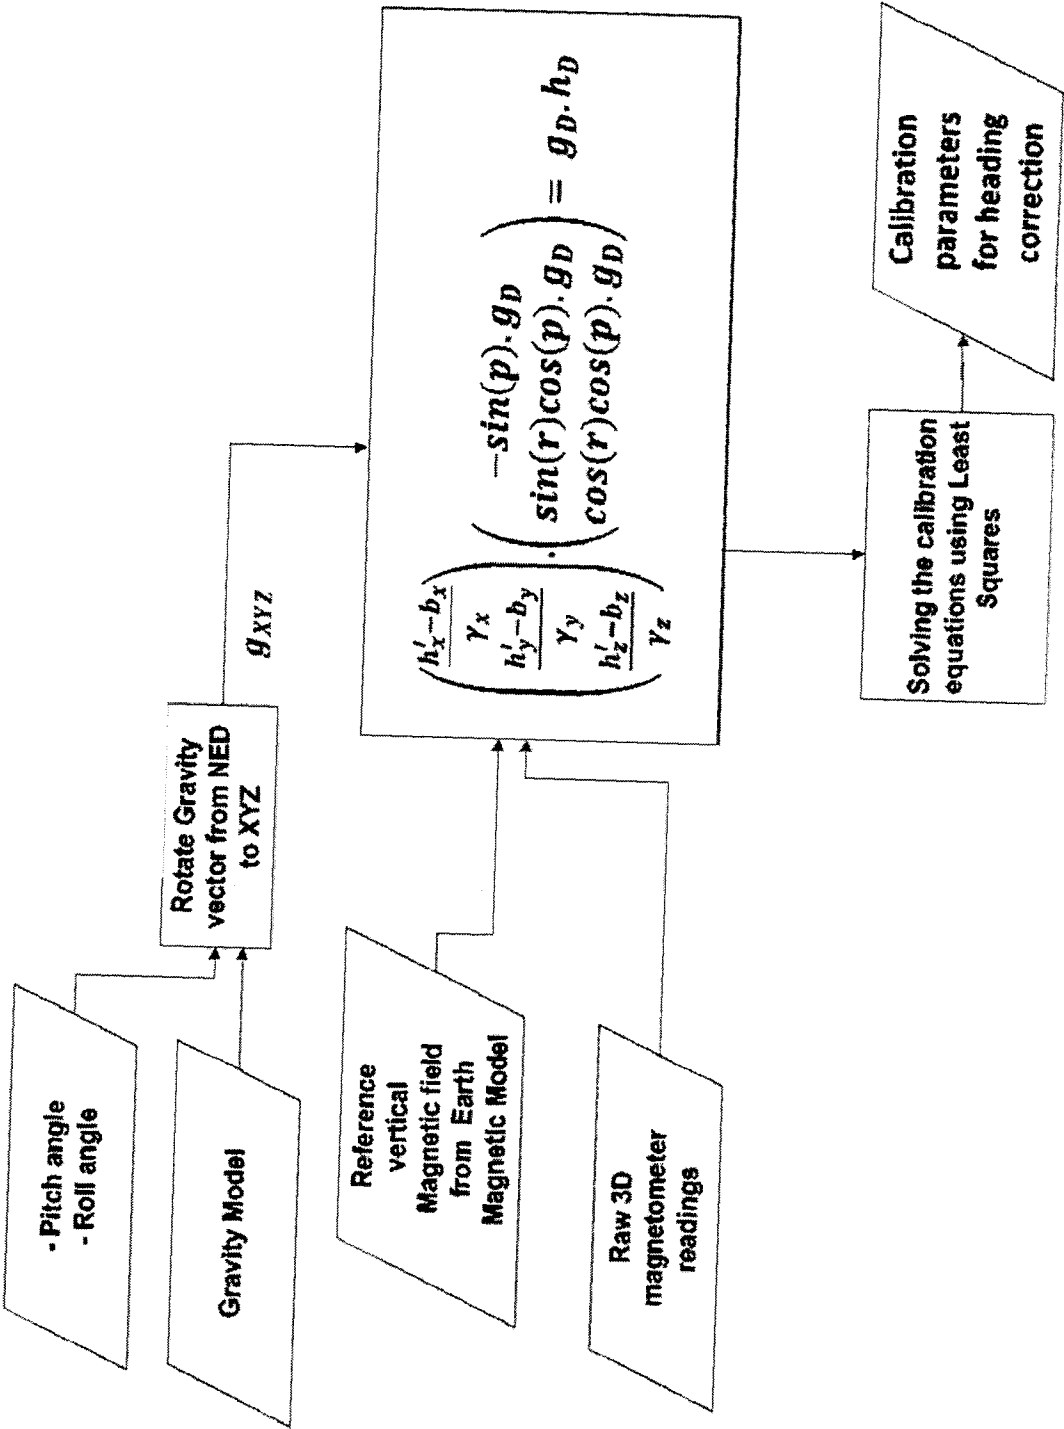 - Pitch angle
- Roll angle
Gravity Model
Rotate Gravity
vector from NED
to XYZ
g_XYZ
Reference
vertical
Magnetic field
from Earth
Magnetic Model
Raw 3D
magnetometer
readings
h'_x−b_x
γ_x
h'_y−b_y
γ_y
h'_z−b_z
γ_z
.
−sin(p).g_D
sin(r)cos(p).g_D
cos(r)cos(p).g_D
= g_D.h_D
Solving the calibration
equations using Least
Squares
Calibration
parameters
for heading
correction